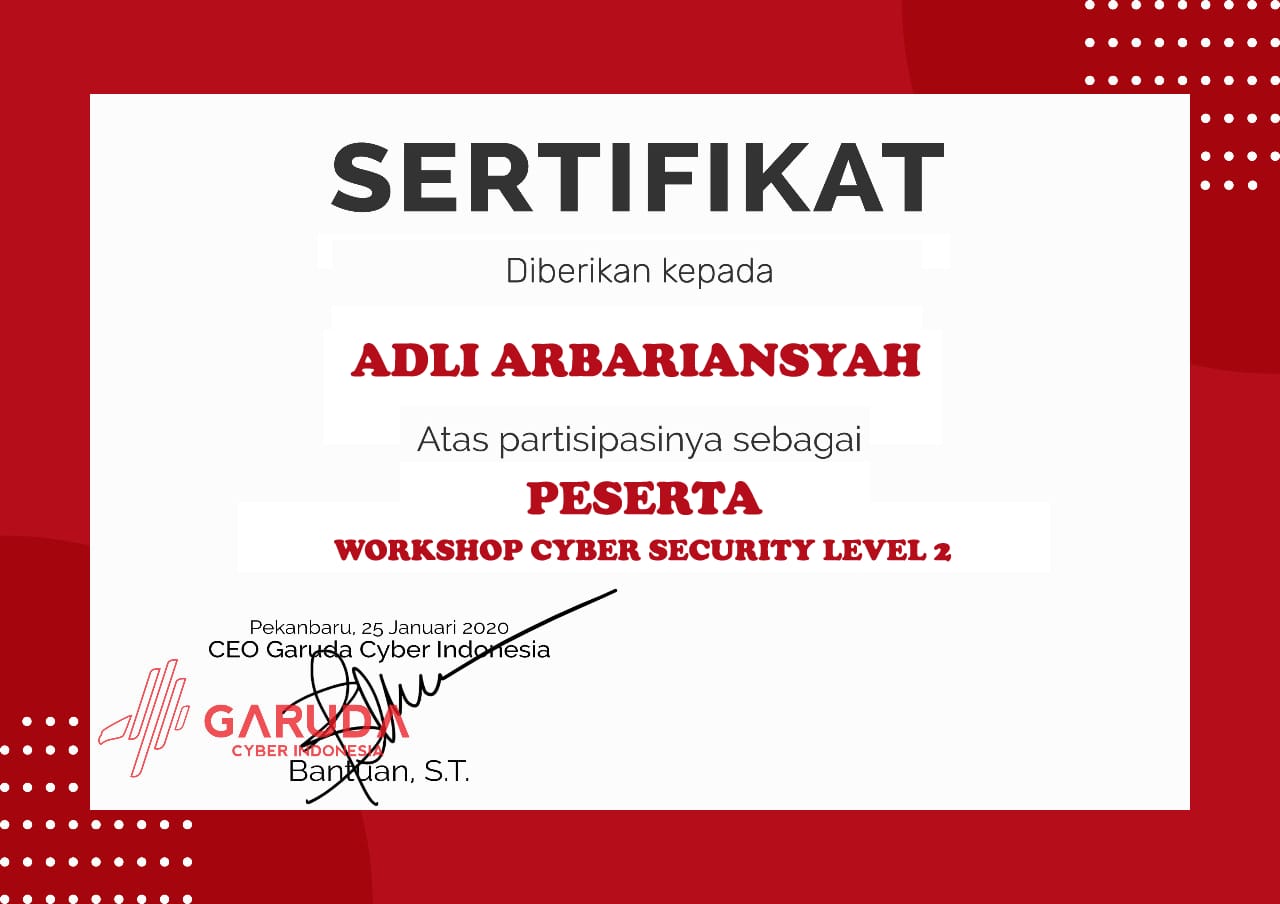 SERTIFIKAT
Diberikan kepada
ADLI ARBARIANSYAH
Atas partisipasinya sebagai
PESERTA
WORKSHOP CYBER SECURITY LEVEL 2
Pekanbaru, 25 Januari 2020
CEO Garuda Cyber Indonesia
GARUDA
CYBER INDONESIA
Bantuan, S.T.